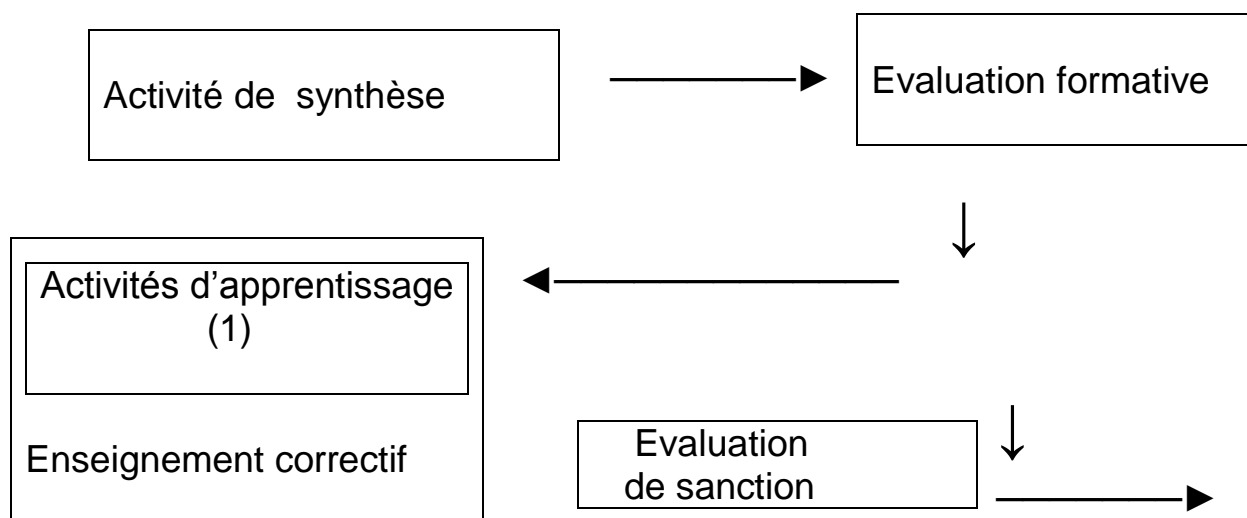 Activité de synthèse
Evaluation formative
Activités d’apprentissage
(1)
Enseignement correctif
Evaluation
de sanction